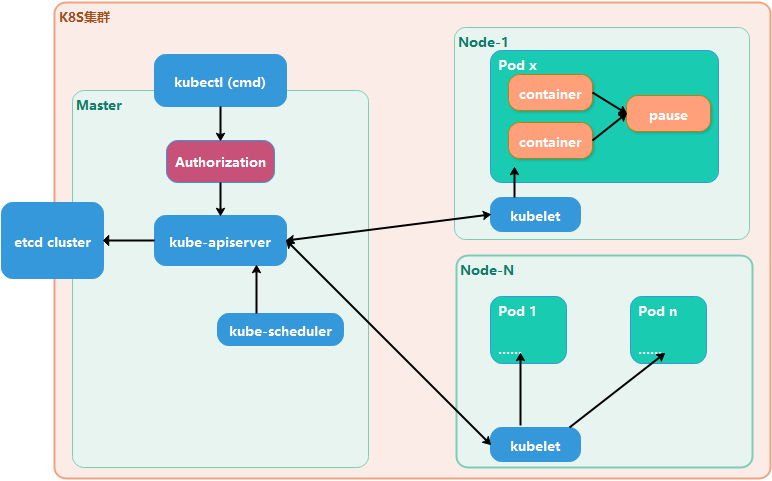 K8S集群
kubectl (cmd)
Master
Authorization
etcd cluster
kube-apiserver
kube-scheduler
Node-1
Pod x
container
container
pause
kubelet
Node-N
Pod 1
......
Pod n
......
kubelet